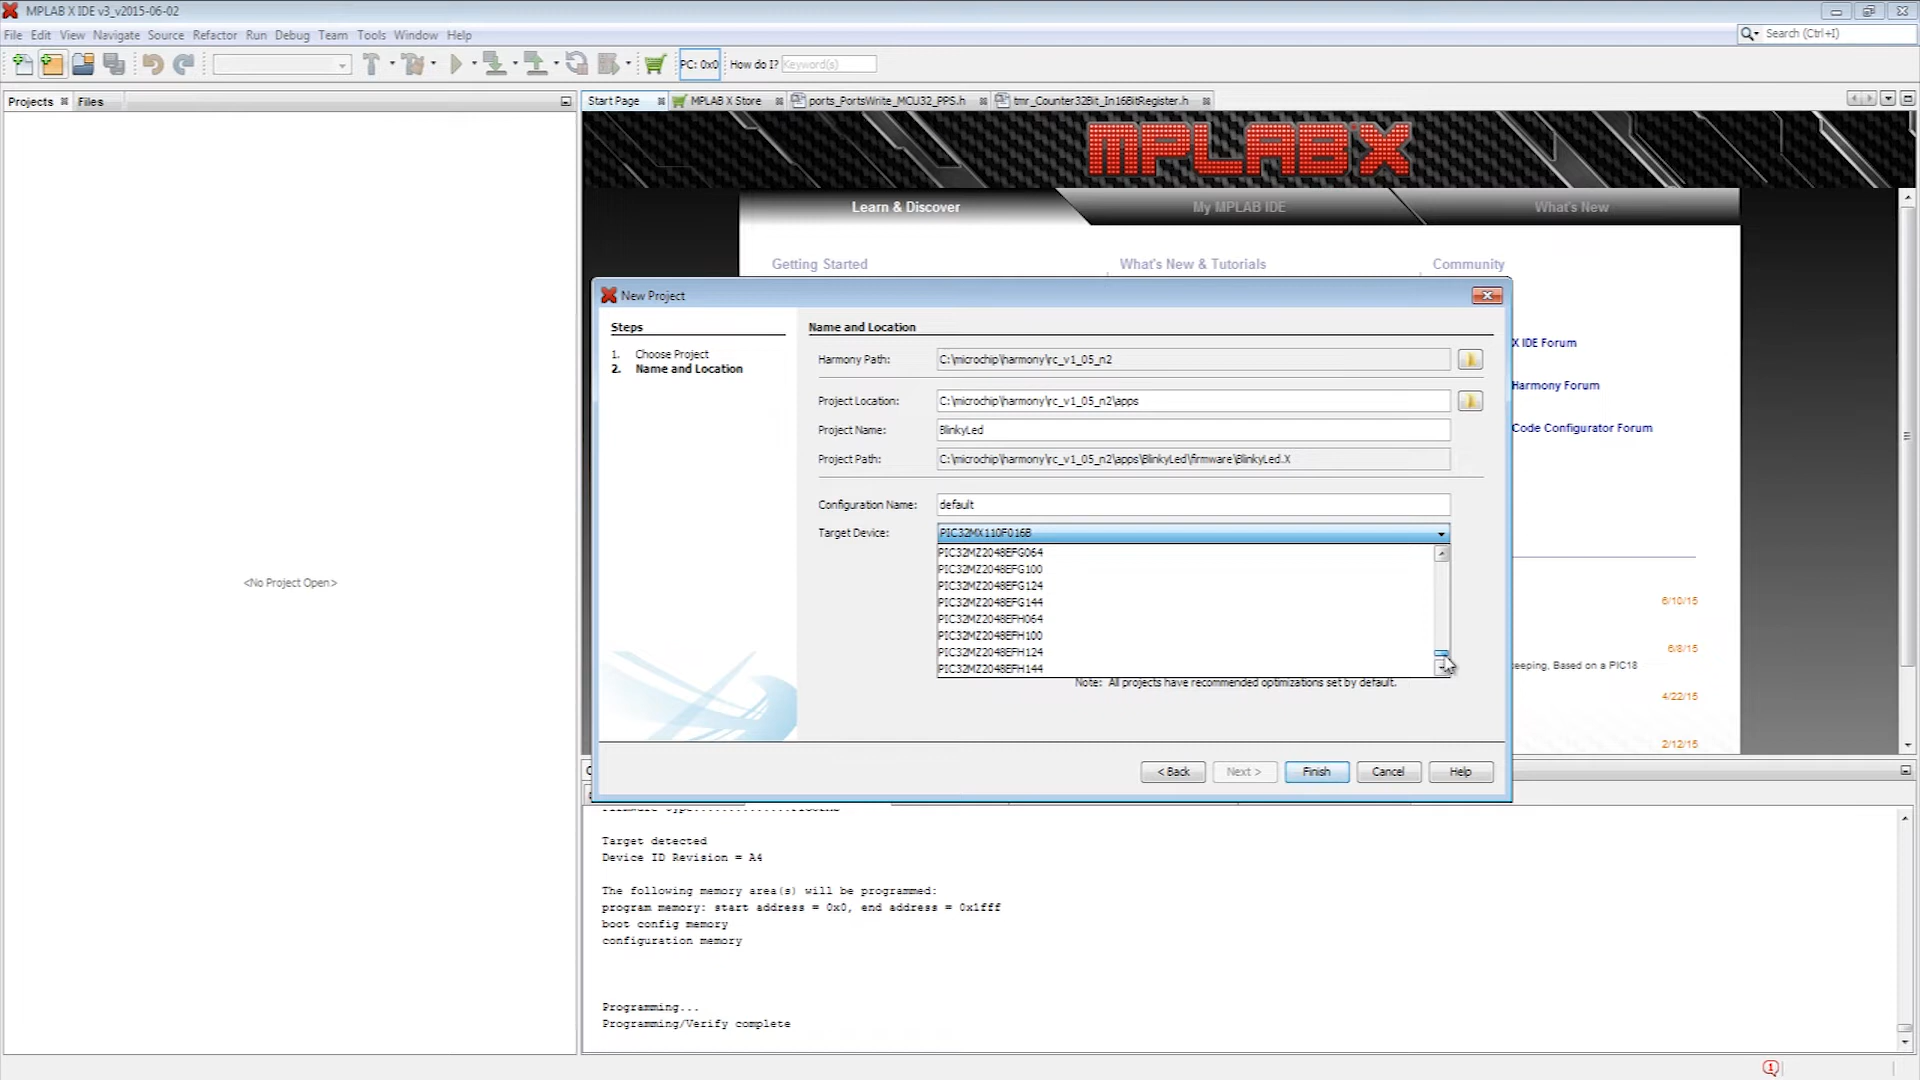 MPLAB X IDE v3_v2015-06-02
File Edit View Navigate Source Refactor Run Debug Team Tools Window Help
Search (Ctrl+I)
PC: 0x0 How do I? Keyword(s)
Projects Files
Start Page MPLAB X Store ports_PortsWrite_MCU32_PPS.h tmr_Counter32Bit_In16BitRegister.h
MPLAB X
Learn & Discover My MPLAB IDE What's New
Getting Started What's New & Tutorials Community
New Project
Steps
1. Choose Project
2. Name and Location
Name and Location
Harmony Path: C:\microchip\harmony\rc_v1_05_n2
Project Location: C:\microchip\harmony\rc_v1_05_n2\apps
Project Name: BlinkyLed
Project Path: C:\microchip\harmony\rc_v1_05_n2\apps\BlinkyLed\firmware\BlinkyLed.X
Configuration Name: default
Target Device: PIC32MX110F016B
PIC32MZ2048EFG064
PIC32MZ2048EFG100
PIC32MZ2048EFG124
PIC32MZ2048EFG144
PIC32MZ2048EFH064
PIC32MZ2048EFH100
PIC32MZ2048EFH124
PIC32MZ2048EFH144
Note: All projects have recommended optimizations set by default.
< Back Next > Finish Cancel Help
X IDE Forum
Harmony Forum
Code Configurator Forum
6/10/15
6/8/15
eeping, Based on a PIC18
4/22/15
2/12/15
<No Project Open>
Target detected
Device ID Revision = A4
The following memory area(s) will be programmed:
program memory: start address = 0x0, end address = 0x1fff
boot config memory
configuration memory
Programming...
Programming/Verify complete
1